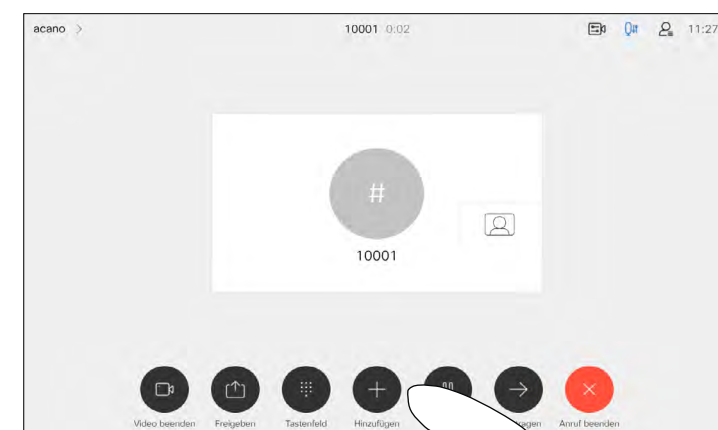 acano
10001 0:02
11:27
#
10001
Video beenden Freigeben Tastenfeld Hinzufügen Anruf beenden